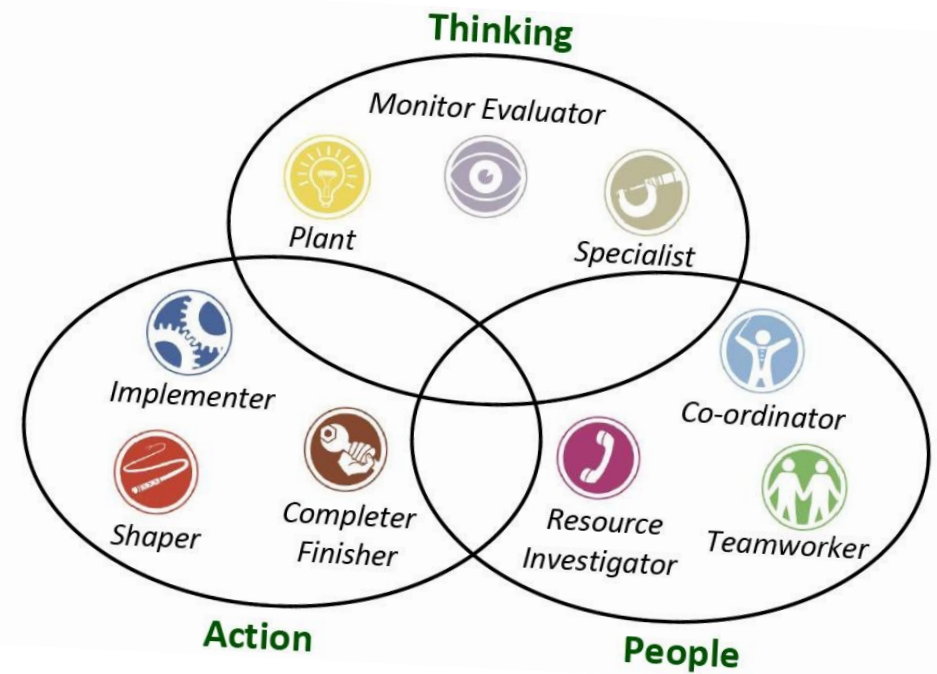 Thinking
Monitor Evaluator
Plant
Specialist
Implementer
Co-ordinator
Shaper
Completer
Finisher
Resource
Investigator
Teamworker
Action
People